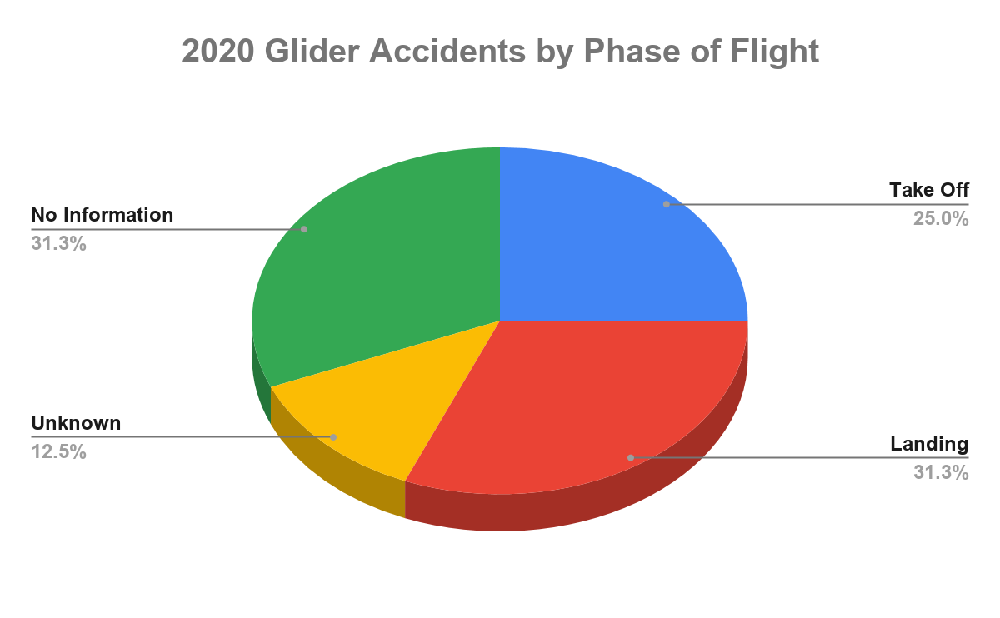 2020 Glider Accidents by Phase of Flight
Take Off
25.0%
No Information
31.3%
Unknown
12.5%
Landing
31.3%